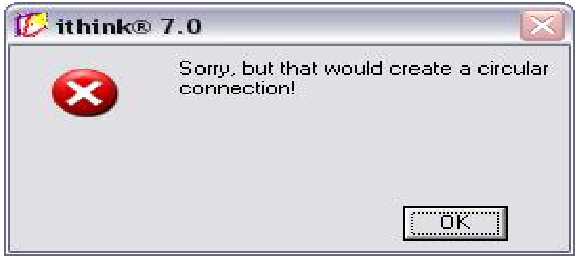 ithink® 7.0
Sorry, but that would create a circular
connection!
OK